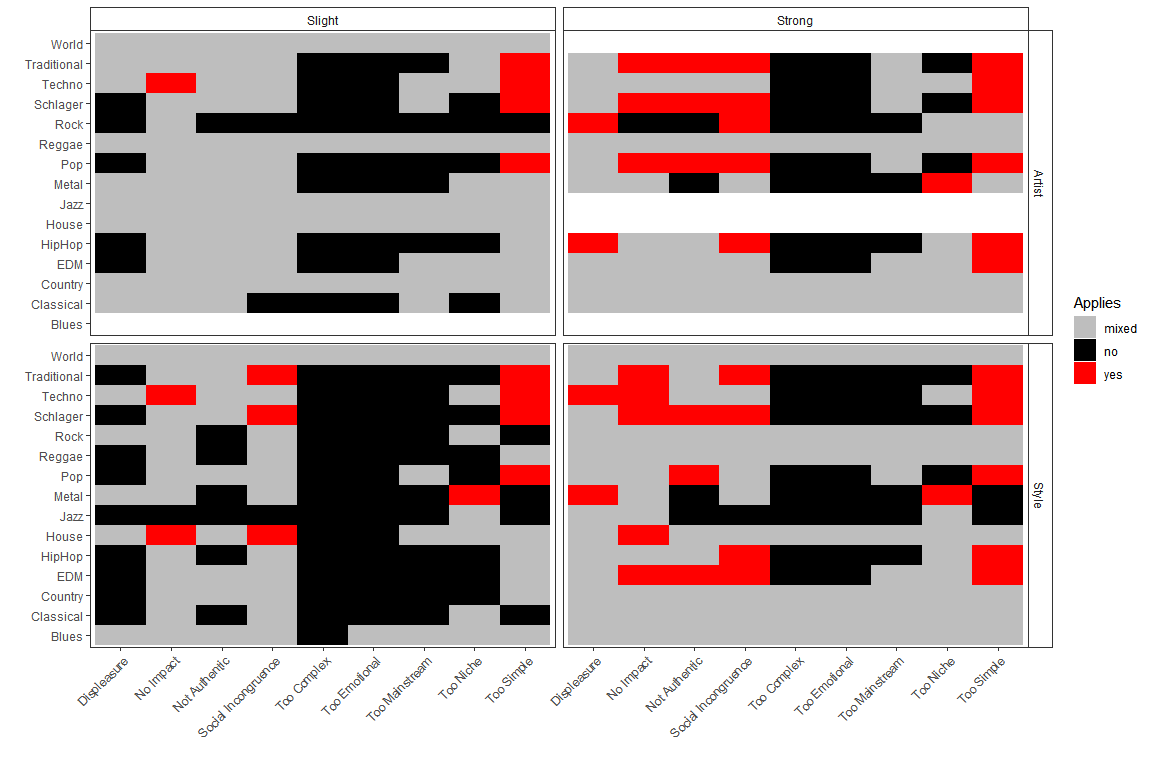 Slight
Strong
World
Traditional
Techno
Schlager
Rock
Reggae
Pop
Metal
Jazz
House
HipHop
EDM
Country
Classical
Blues
Artist
World
Traditional
Techno
Schlager
Rock
Reggae
Pop
Metal
Jazz
House
HipHop
EDM
Country
Classical
Blues
Style
Displeasure
No Impact
Not Authentic
Social Incongruence
Too Complex
Too Emotional
Too Mainstream
Too Niche
Too Simple
Displeasure
No Impact
Not Authentic
Social Incongruence
Too Complex
Too Emotional
Too Mainstream
Too Niche
Too Simple
Applies
mixed
no
yes